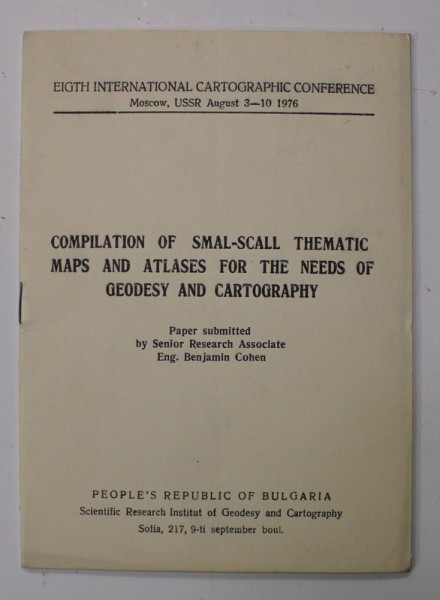 EIGTH INTERNATIONAL CARTOGRAPHIC CONFERENCE
Moscow, USSR August 3—10 1976
COMPILATION OF SMAL-SCALL THEMATIC
MAPS AND ATLASES FOR THE NEEDS OF
GEODESY AND CARTOGRAPHY
Paper submitted
by Senior Research Associate
Eng. Benjamin Cohen
PEOPLE'S REPUBLIC OF BULGARIA
Scientific Research Institut of Geodesy and Cartography
Sofia, 217, 9-ti september boul.